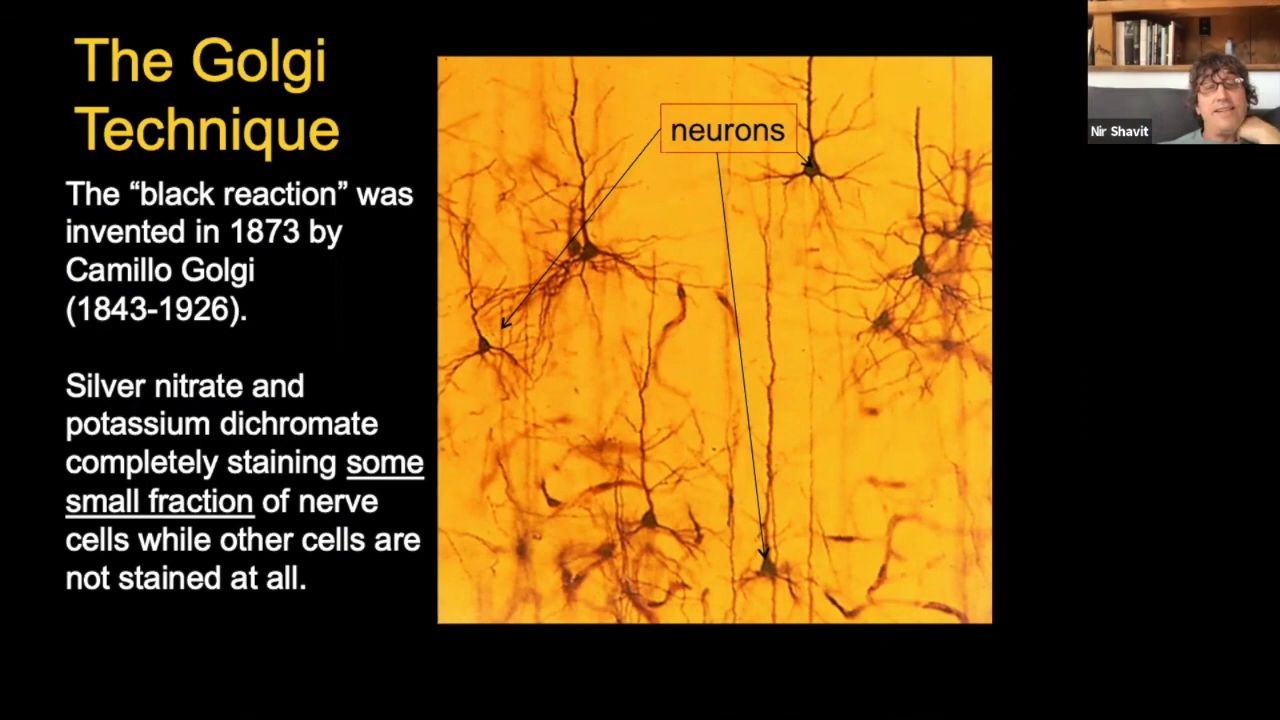 The Golgi
Technique
The “black reaction” was
invented in 1873 by
Camillo Golgi
(1843-1926).
Silver nitrate and
potassium dichromate
completely staining some
small fraction of nerve
cells while other cells are
not stained at all.
neurons
Nir Shavit